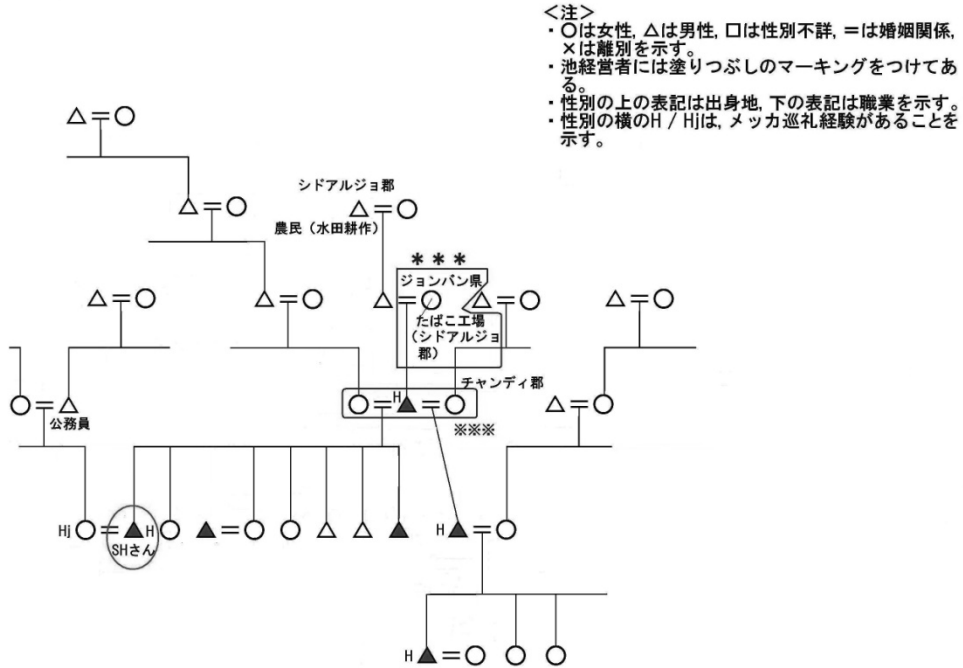 ＜注＞
・○は女性, △は男性, □は性別不詳, ＝は婚姻関係,
×は離別を示す。
・池経営者には塗りつぶしのマーキングをつけてあ
る。
・性別の上の表記は出身地, 下の表記は職業を示す。
・性別の横のH / Hjは, メッカ巡礼経験があることを
示す。
シドアルジョ郡
農民（水田耕作）
＊＊＊
ジョンバン県
たばこ工場
（シドアルジョ
郡）
チャンディ郡
H
公務員
※※※
Hj
H
SHさん
H
H